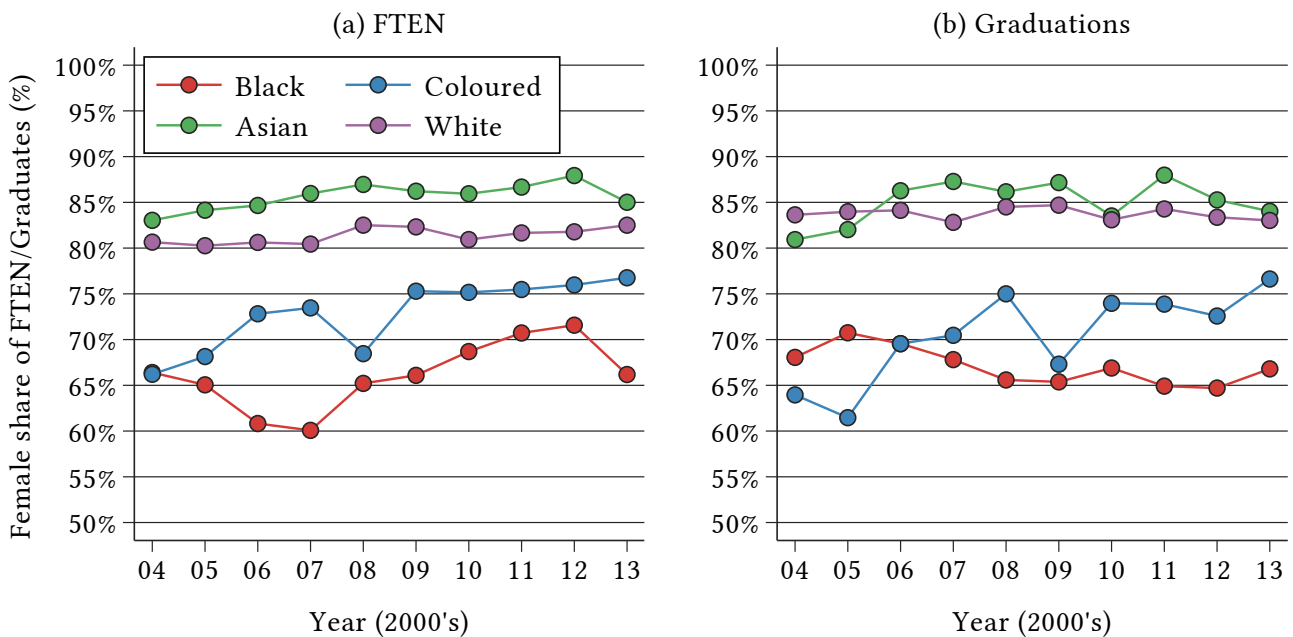 (a) FTEN
Female share of FTEN/Graduates (%)
100%
95%
90%
85%
80%
75%
70%
65%
60%
55%
50%
Black
Coloured
Asian
White
04 05 06 07 08 09 10 11 12 13
Year (2000's)
(b) Graduations
100%
95%
90%
85%
80%
75%
70%
65%
60%
55%
50%
04 05 06 07 08 09 10 11 12 13
Year (2000's)